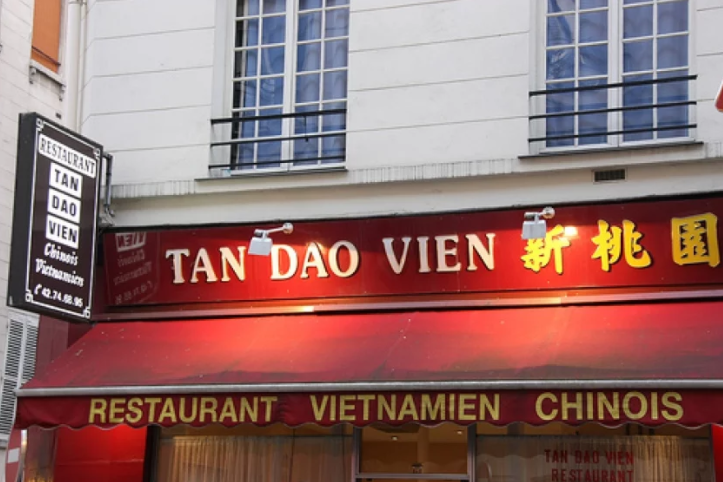 RESTAURANT
TAN
DAO
VIEN
Chinois
Vietnamien
42.74.68.95
TAN DAO VIEN 新桃園
RESTAURANT VIETNAMIEN CHINOIS
TAN DAO VIEN
RESTAURANT